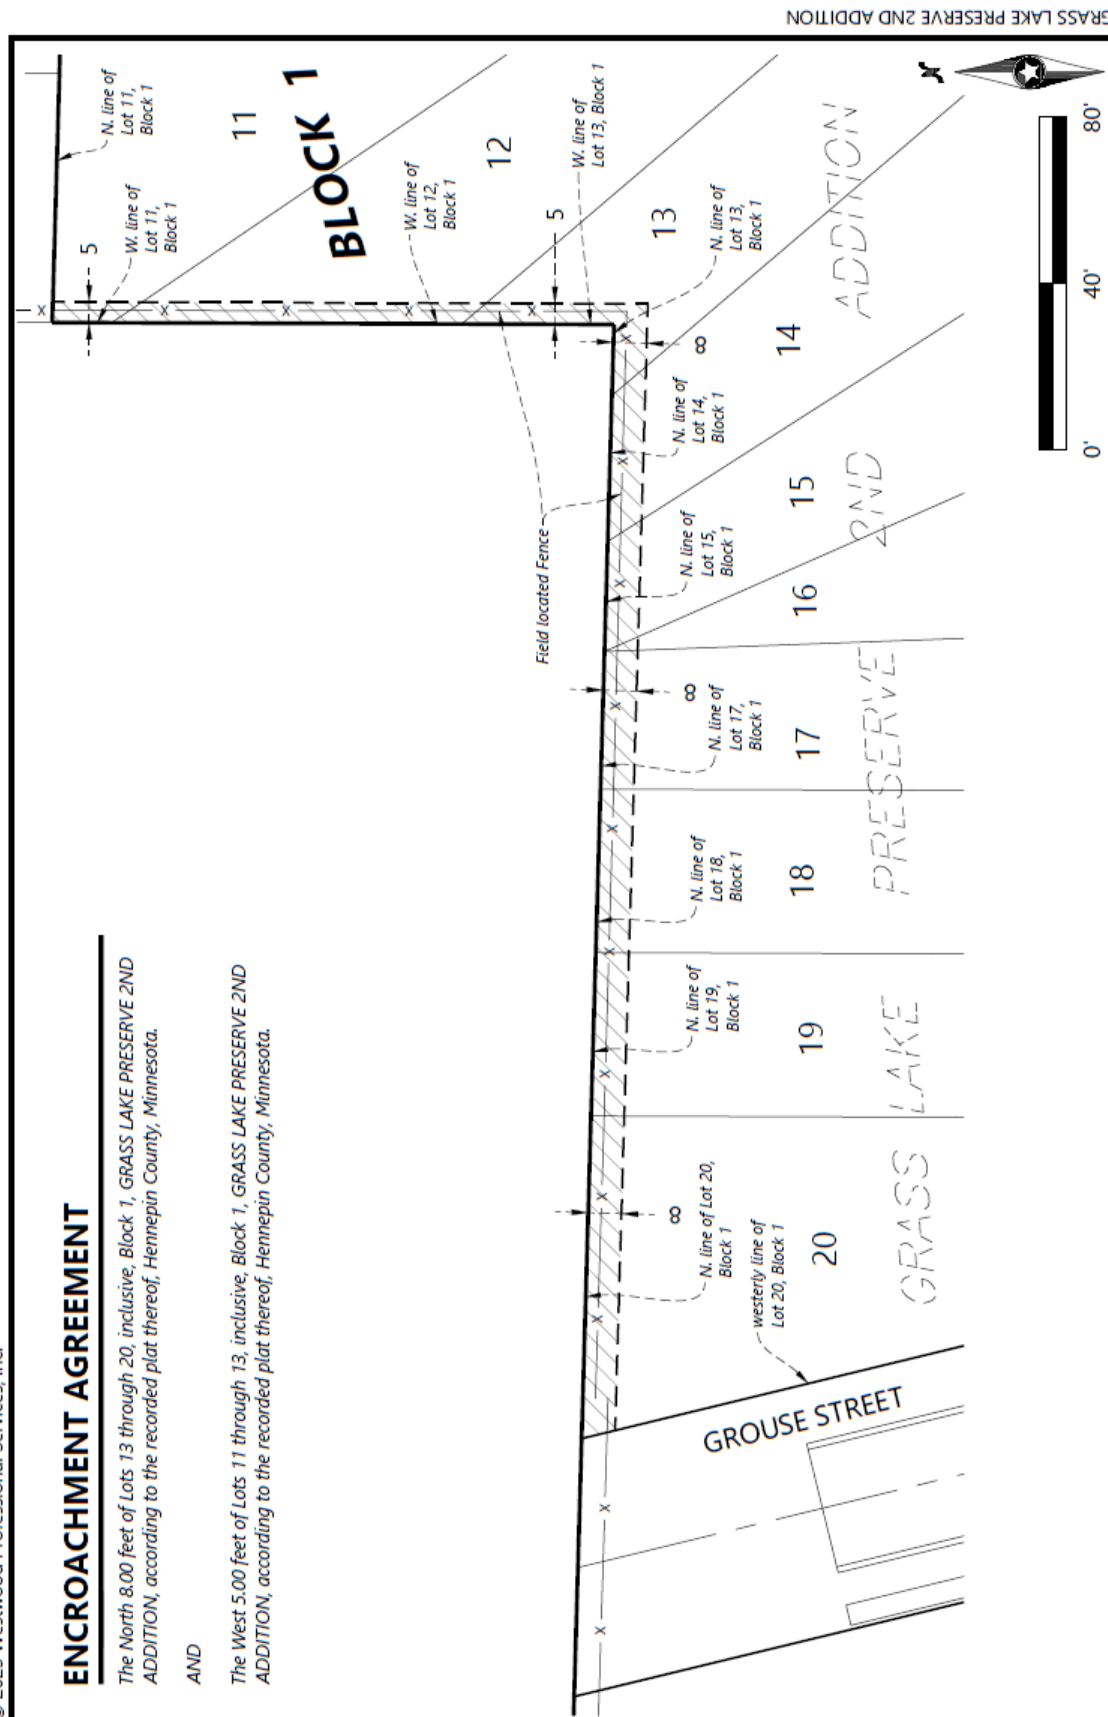 GRASS LAKE PRESERVE 2ND ADDITION
ENCROACHMENT AGREEMENT
The North 8.00 feet of Lots 13 through 20, inclusive, Block 1, GRASS LAKE PRESERVE 2ND
ADDITION, according to the recorded plat thereof, Hennepin County, Minnesota.
AND
The West 5.00 feet of Lots 11 through 13, inclusive, Block 1, GRASS LAKE PRESERVE 2ND
ADDITION, according to the recorded plat thereof, Hennepin County, Minnesota.
N. line of
Lot 11,
Block 1
5
W. line of
Lot 11,
Block 1
11
BLOCK 1
W. line of
Lot 12,
Block 1
12
5
W. line of
Lot 13, Block 1
13
N. line of
Lot 13,
Block 1
8
Field located Fence
N. line of
Lot 14,
Block 1
14
N. line of
Lot 15,
Block 1
15
16
8
N. line of
Lot 17,
Block 1
17
N. line of
Lot 18,
Block 1
18
N. line of
Lot 19,
Block 1
19
8
N. line of Lot 20,
Block 1
20
westerly line of
Lot 20, Block 1
GROUSE STREET
GRASS LAKE PRESERVE 2ND ADDITION
0' 40' 80'